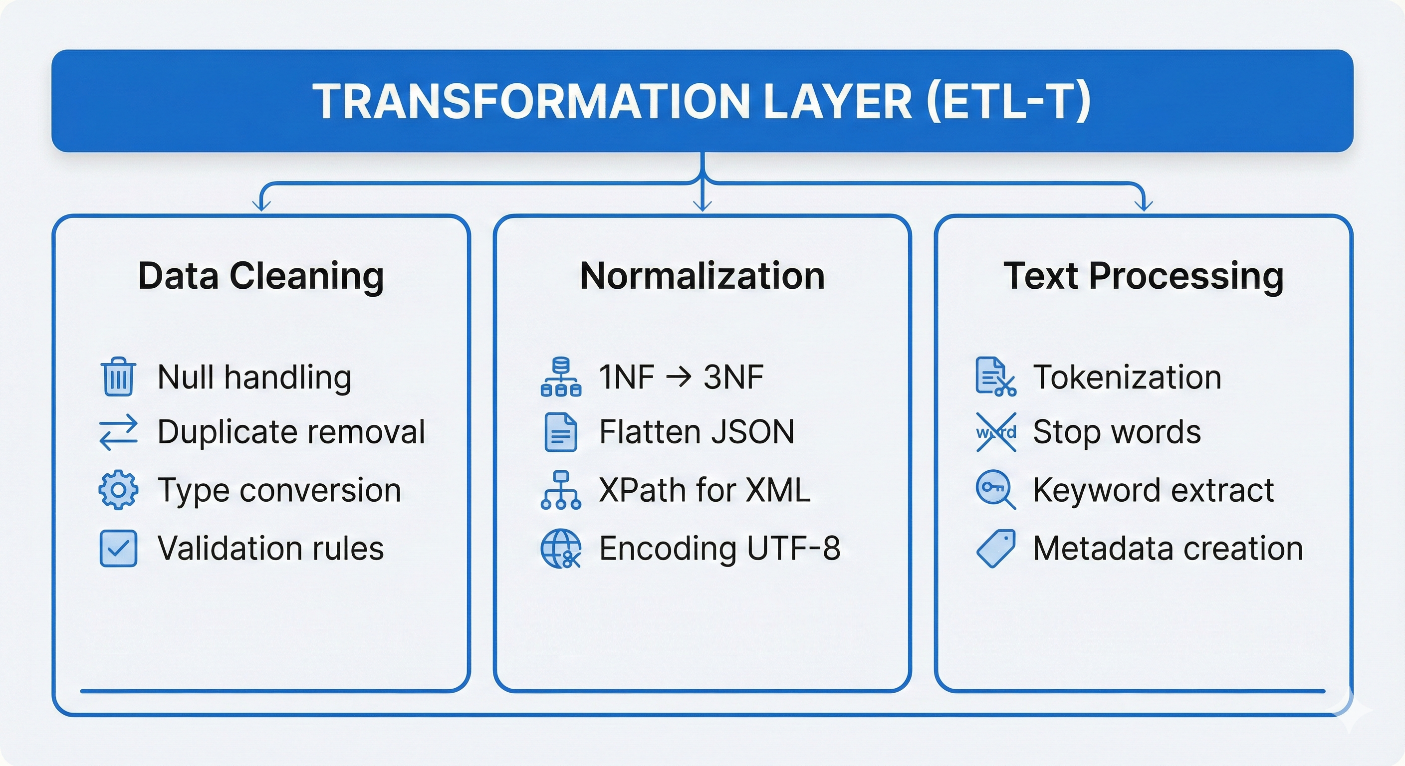 TRANSFORMATION LAYER (ETL-T)
Data Cleaning
Null handling
Duplicate removal
Type conversion
Validation rules
Normalization
1NF → 3NF
Flatten JSON
XPath for XML
Encoding UTF-8
Text Processing
Tokenization
word
Stop words
Keyword extract
Metadata creation